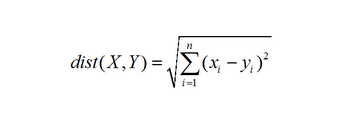 dist(X,Y) = √(∑_{i=1}^{n} (x_i − y_i)²)